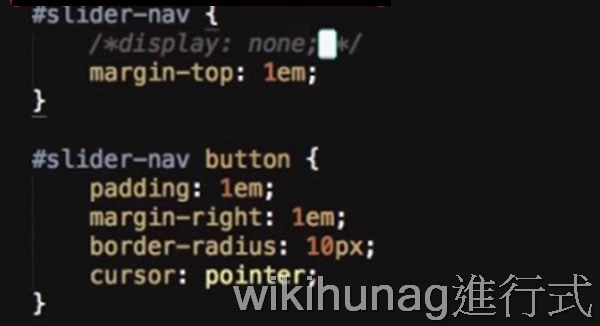 #slider-nav {
/*display: none;*/
margin-top: 1em;
}
#slider-nav button {
padding: 1em;
margin-right: 1em;
border-radius: 10px;
cursor: pointer;
}
wikihunag進行式